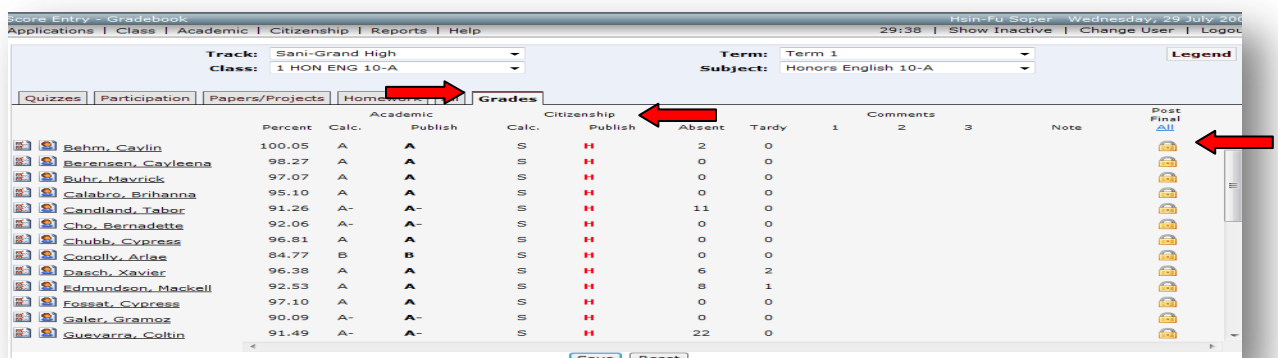 Score Entry - Gradebook Hsin-Fu Soper Wednesday, 29 July 200
Applications | Class | Academic | Citizenship | Reports | Help 29:38 | Show Inactive | Change User | Logou
Track: Sani-Grand High Term: Term 1 Legend
Class: 1 HON ENG 10-A Subject: Honors English 10-A
Quizzes Participation Papers/Projects Homework All Grades
Academic Citizenship Comments Post Final
Percent Calc. Publish Calc. Publish Absent Tardy 1 2 3 Note All
Behm, Caylin 100.05 A A S H 2 0
Berensen, Cayleena 98.27 A A S H 0 0
Buhr, Mavrick 97.07 A A S H 0 0
Calabro, Brihanna 95.10 A A S H 0 0
Candland, Tabor 91.26 A- A- S H 11 0
Cho, Bernadette 92.06 A- A- S H 0 0
Chubb, Cypress 96.81 A A S H 0 0
Conolly, Arlae 84.77 B B S H 0 0
Dasch, Xavier 96.38 A A S H 6 2
Edmundson, Mackell 92.53 A A S H 8 1
Fossat, Cypress 97.10 A A S H 0 0
Galer, Gramoz 90.09 A- A- S H 0 0
Guevarra, Coltin 91.49 A- A- S H 22 0
Save Reset